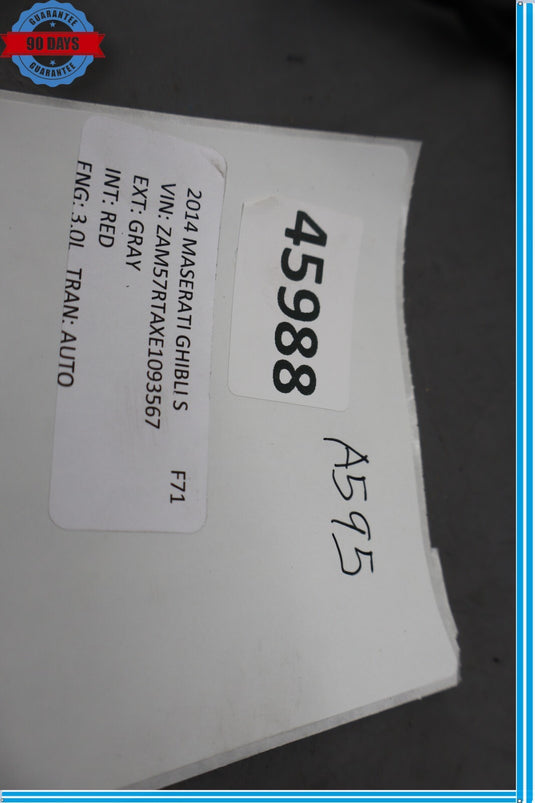 GUARANTEE
90 DAYS
GUARANTEE
2014 MASERATI GHIBLI S
VIN: ZAM57RTAXE1093567
EXT: GRAY
INT: RED F71
ENG: 3.0L TRAN: AUTO
45988
A595